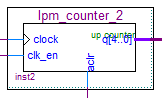 lpm_counter_2
up counter
clock q[4..0]
clk_en
aclr
inst2